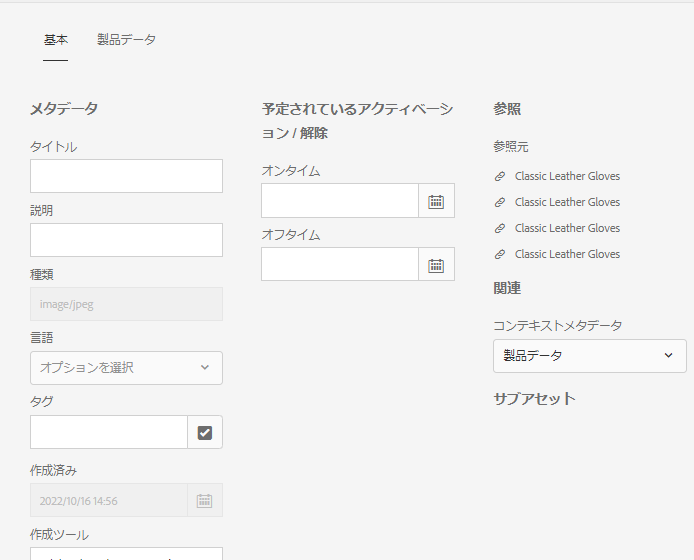 基本
製品データ
メタデータ
タイトル
説明
種類
image/jpeg
言語
オプションを選択
タグ
作成済み
2022/10/16 14:56
作成ツール
予定されているアクティベーシ
ョン / 解除
オンタイム
オフタイム
参照
参照元
Classic Leather Gloves
Classic Leather Gloves
Classic Leather Gloves
Classic Leather Gloves
関連
コンテキストメタデータ
製品データ
サブアセット